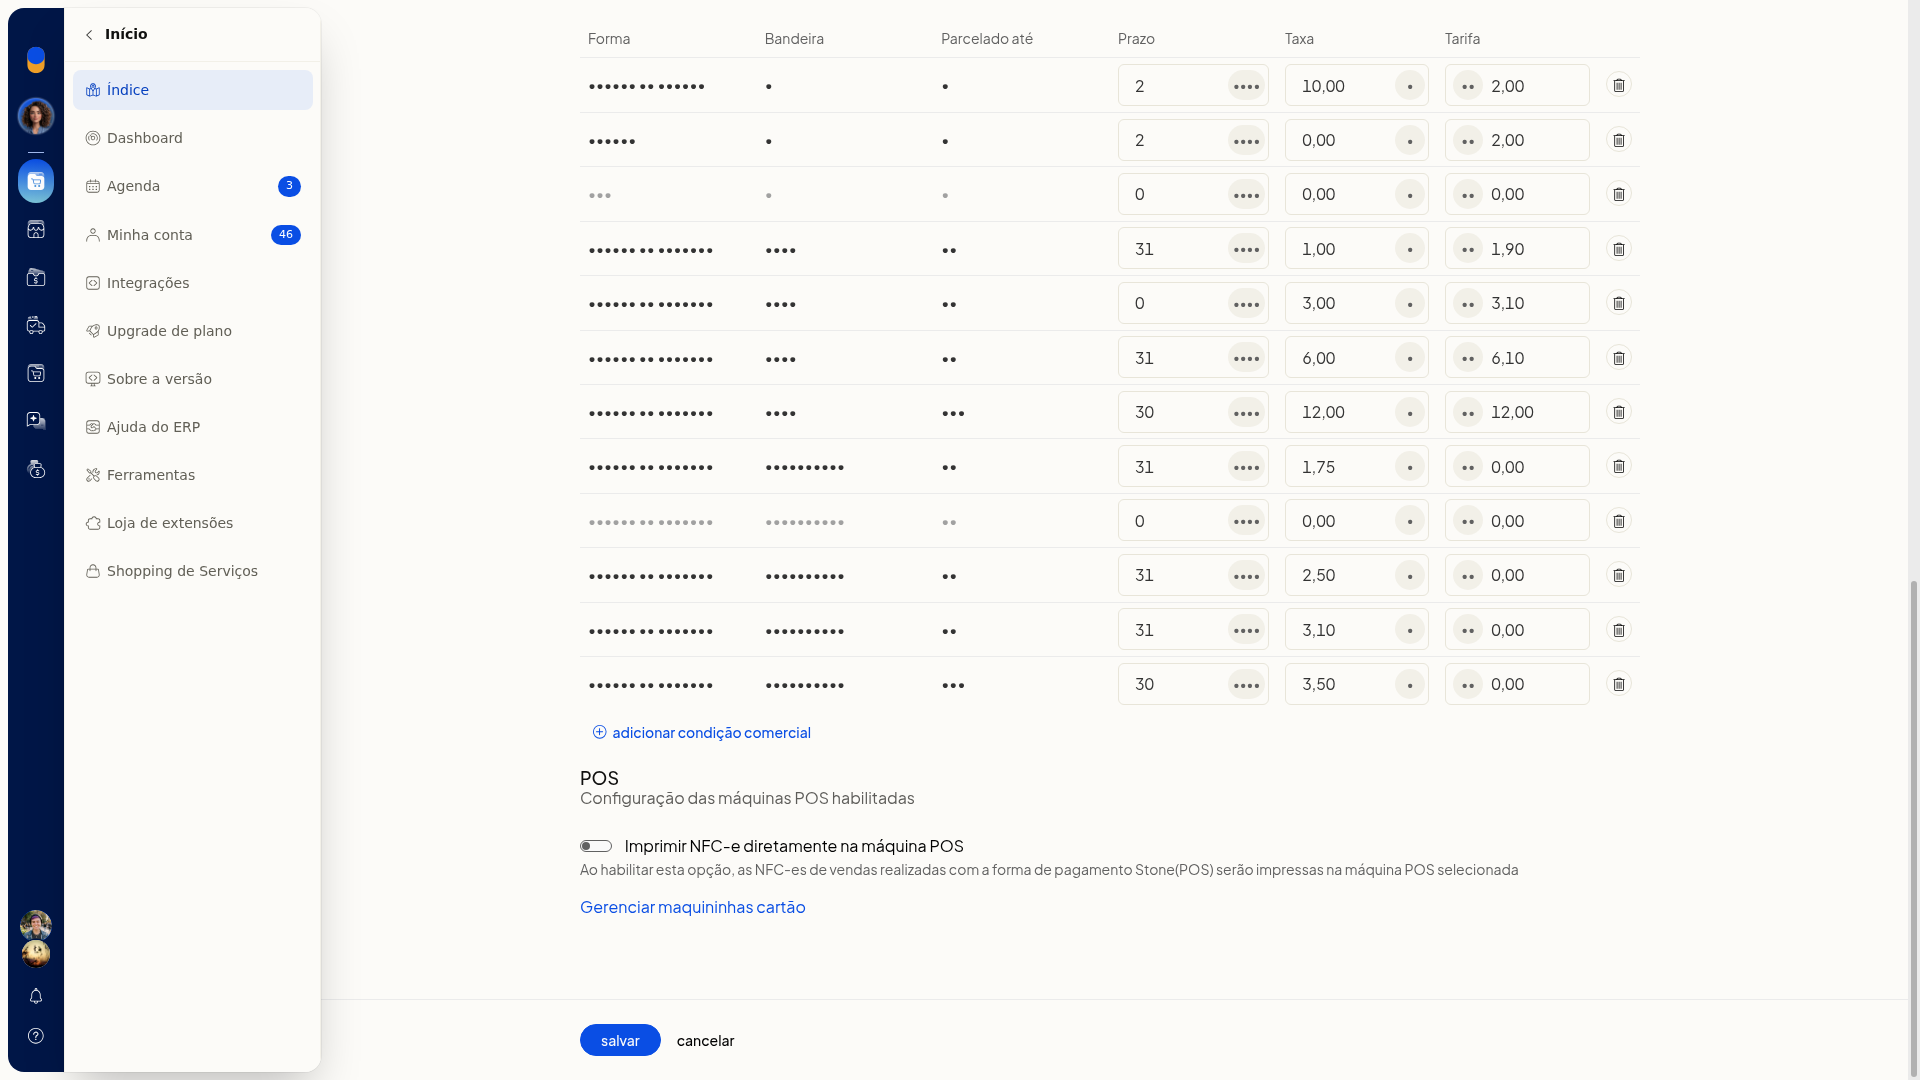 Início
Índice
Dashboard
Agenda 3
Minha conta 46
Integrações
Upgrade de plano
Sobre a versão
Ajuda do ERP
Ferramentas
Loja de extensões
Shopping de Serviços
Forma Bandeira Parcelado até Prazo Taxa Tarifa
2 10,00 2,00
2 0,00 2,00
0 0,00 0,00
31 1,00 1,90
0 3,00 3,10
31 6,00 6,10
30 12,00 12,00
31 1,75 0,00
0 0,00 0,00
31 2,50 0,00
31 3,10 0,00
30 3,50 0,00
adicionar condição comercial
POS
Configuração das máquinas POS habilitadas
Imprimir NFC-e diretamente na máquina POS
Ao habilitar esta opção, as NFC-es de vendas realizadas com a forma de pagamento Stone(POS) serão impressas na máquina POS selecionada
Gerenciar maquininhas cartão
salvar cancelar